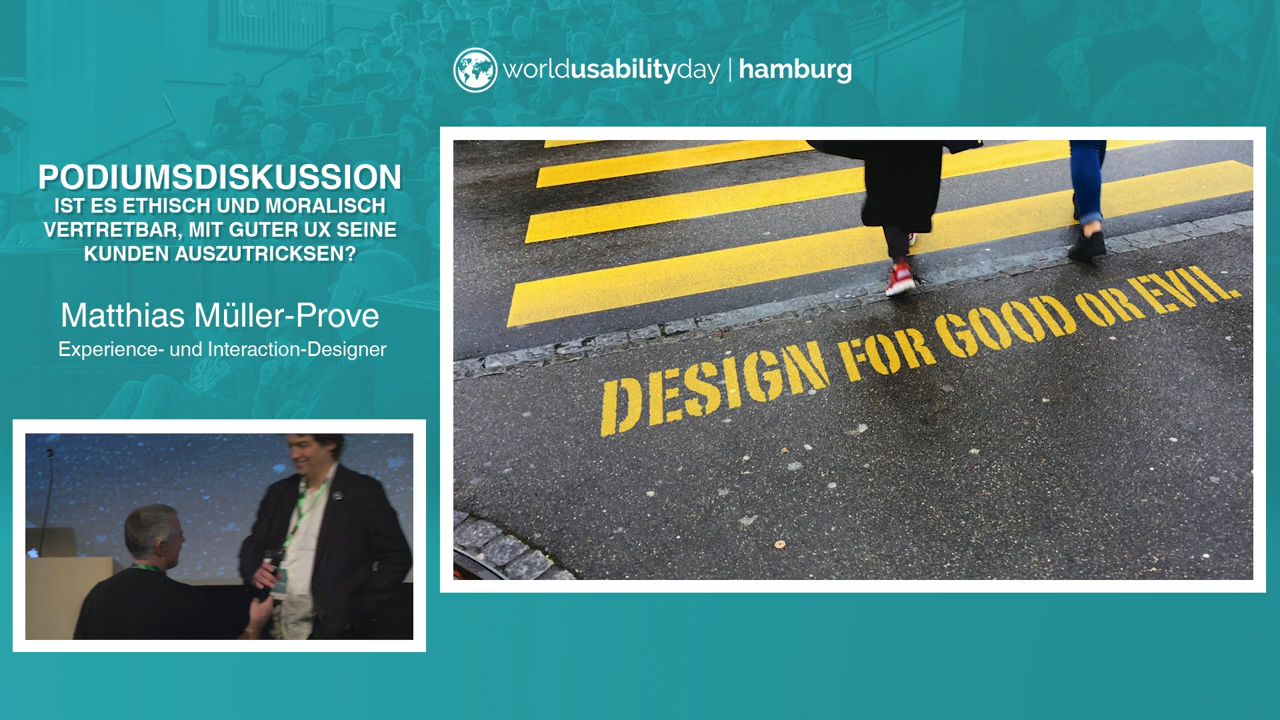 worldusabilityday | hamburg
PODIUMSDISKUSSION
IST ES ETHISCH UND MORALISCH
VERTRETBAR, MIT GUTER UX SEINE
KUNDEN AUSZUTRICKSEN?
Matthias Müller-Prove
Experience- und Interaction-Designer
DESIGN FOR GOOD OR EVIL